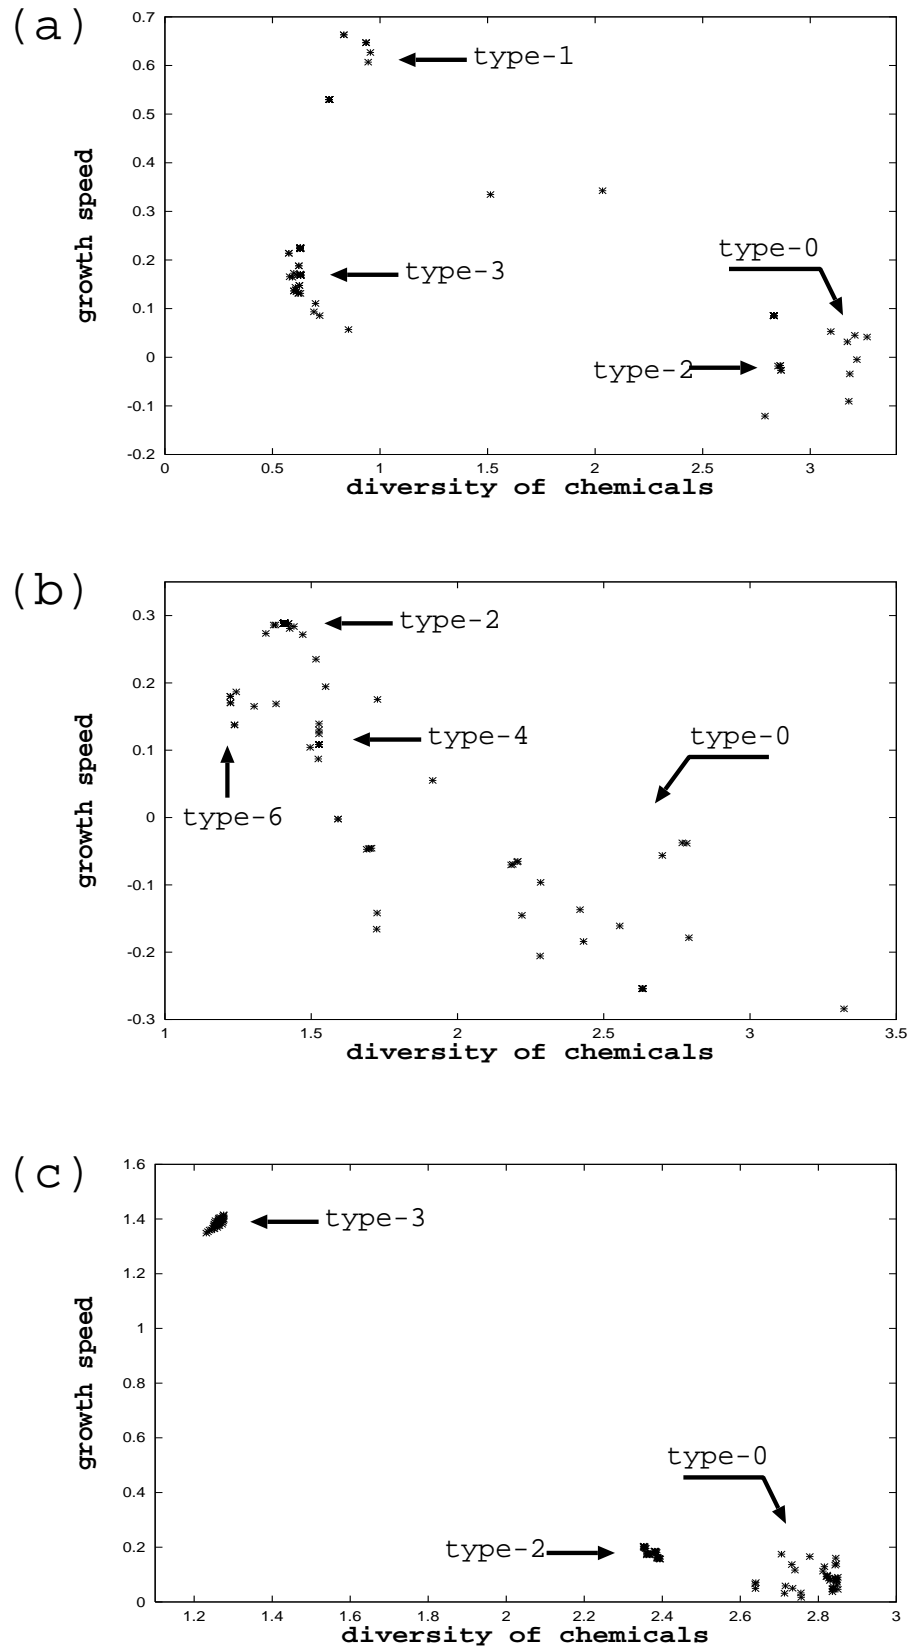 (a)
0.7
0.6
type-1
0.5
0.4
growth speed
0.3
type-0
0.2
type-3
0.1
0
type-2
-0.1
-0.2
0 0.5 1 1.5 2 2.5 3
diversity of chemicals
(b)
0.3
type-2
0.2
0.1
type-4
type-0
growth speed
0
type-6
-0.1
-0.2
-0.3
1 1.5 2 2.5 3 3.5
diversity of chemicals
(c)
1.6
1.4
type-3
1.2
1
growth speed
0.8
0.6
type-0
0.4
0.2
type-2
0
1.2 1.4 1.6 1.8 2 2.2 2.4 2.6 2.8 3
diversity of chemicals